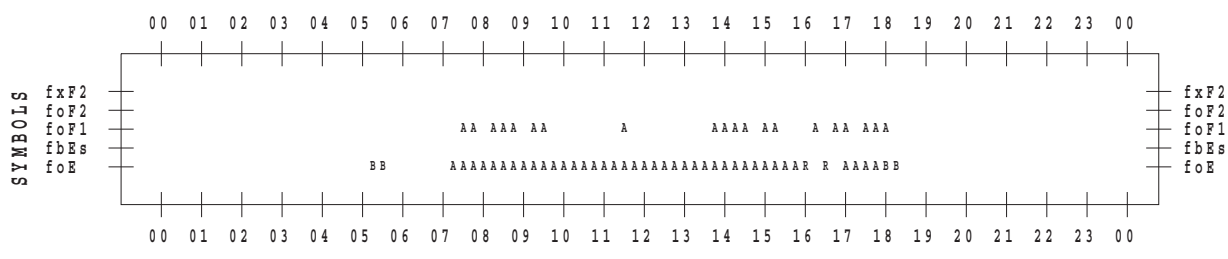 00 01 02 03 04 05 06 07 08 09 10 11 12 13 14 15 16 17 18 19 20 21 22 23 00
SYMBOLS
fxF2 fxF2
foF2 foF2
foF1 AA AAA AA A AAAA AA A AA AAA foF1
fbEs fbEs
foE BB AAAAAAAAAAAAAAAAAAAAAAAAAAAAAAAAAAAR R AAAABB foE
00 01 02 03 04 05 06 07 08 09 10 11 12 13 14 15 16 17 18 19 20 21 22 23 00